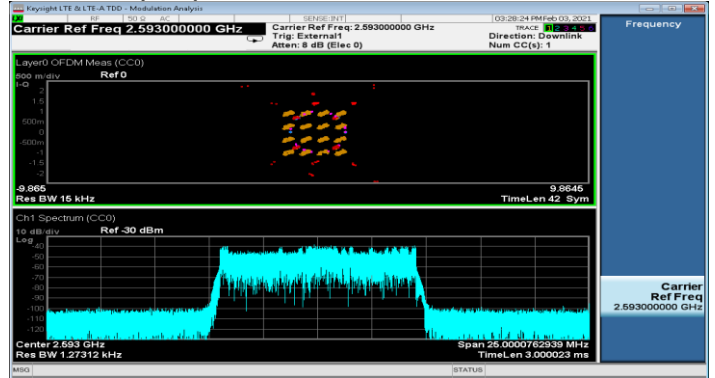 Keysight LTE & LTE-A TDD - Modulation Analysis
RF 50 Ω AC SENSE:INT 03:28:24 PM Feb 03, 2021
Carrier Ref Freq 2.593000000 GHz
Carrier Ref Freq: 2.593000000 GHz
Trig: External1
Atten: 8 dB (Elec 0)
TRACE 1 2 3 4 5 6
Direction: Downlink
Num CC(s): 1
Frequency
Layer0 OFDM Meas (CC0)
500 m/div Ref 0
I-Q
2
1.5
1
500m
0
-500m
-1
-1.5
-2
-9.865 9.8645
Res BW 15 kHz TimeLen 42 Sym
Ch1 Spectrum (CC0)
10 dB/div Ref -30 dBm
Log
-40
-50
-60
-70
-80
-90
-100
-110
-120
Center 2.593 GHz Span 25.0000762939 MHz
Res BW 1.27312 kHz TimeLen 3.000023 ms
Carrier
Ref Freq
2.593000000 GHz
MSG STATUS